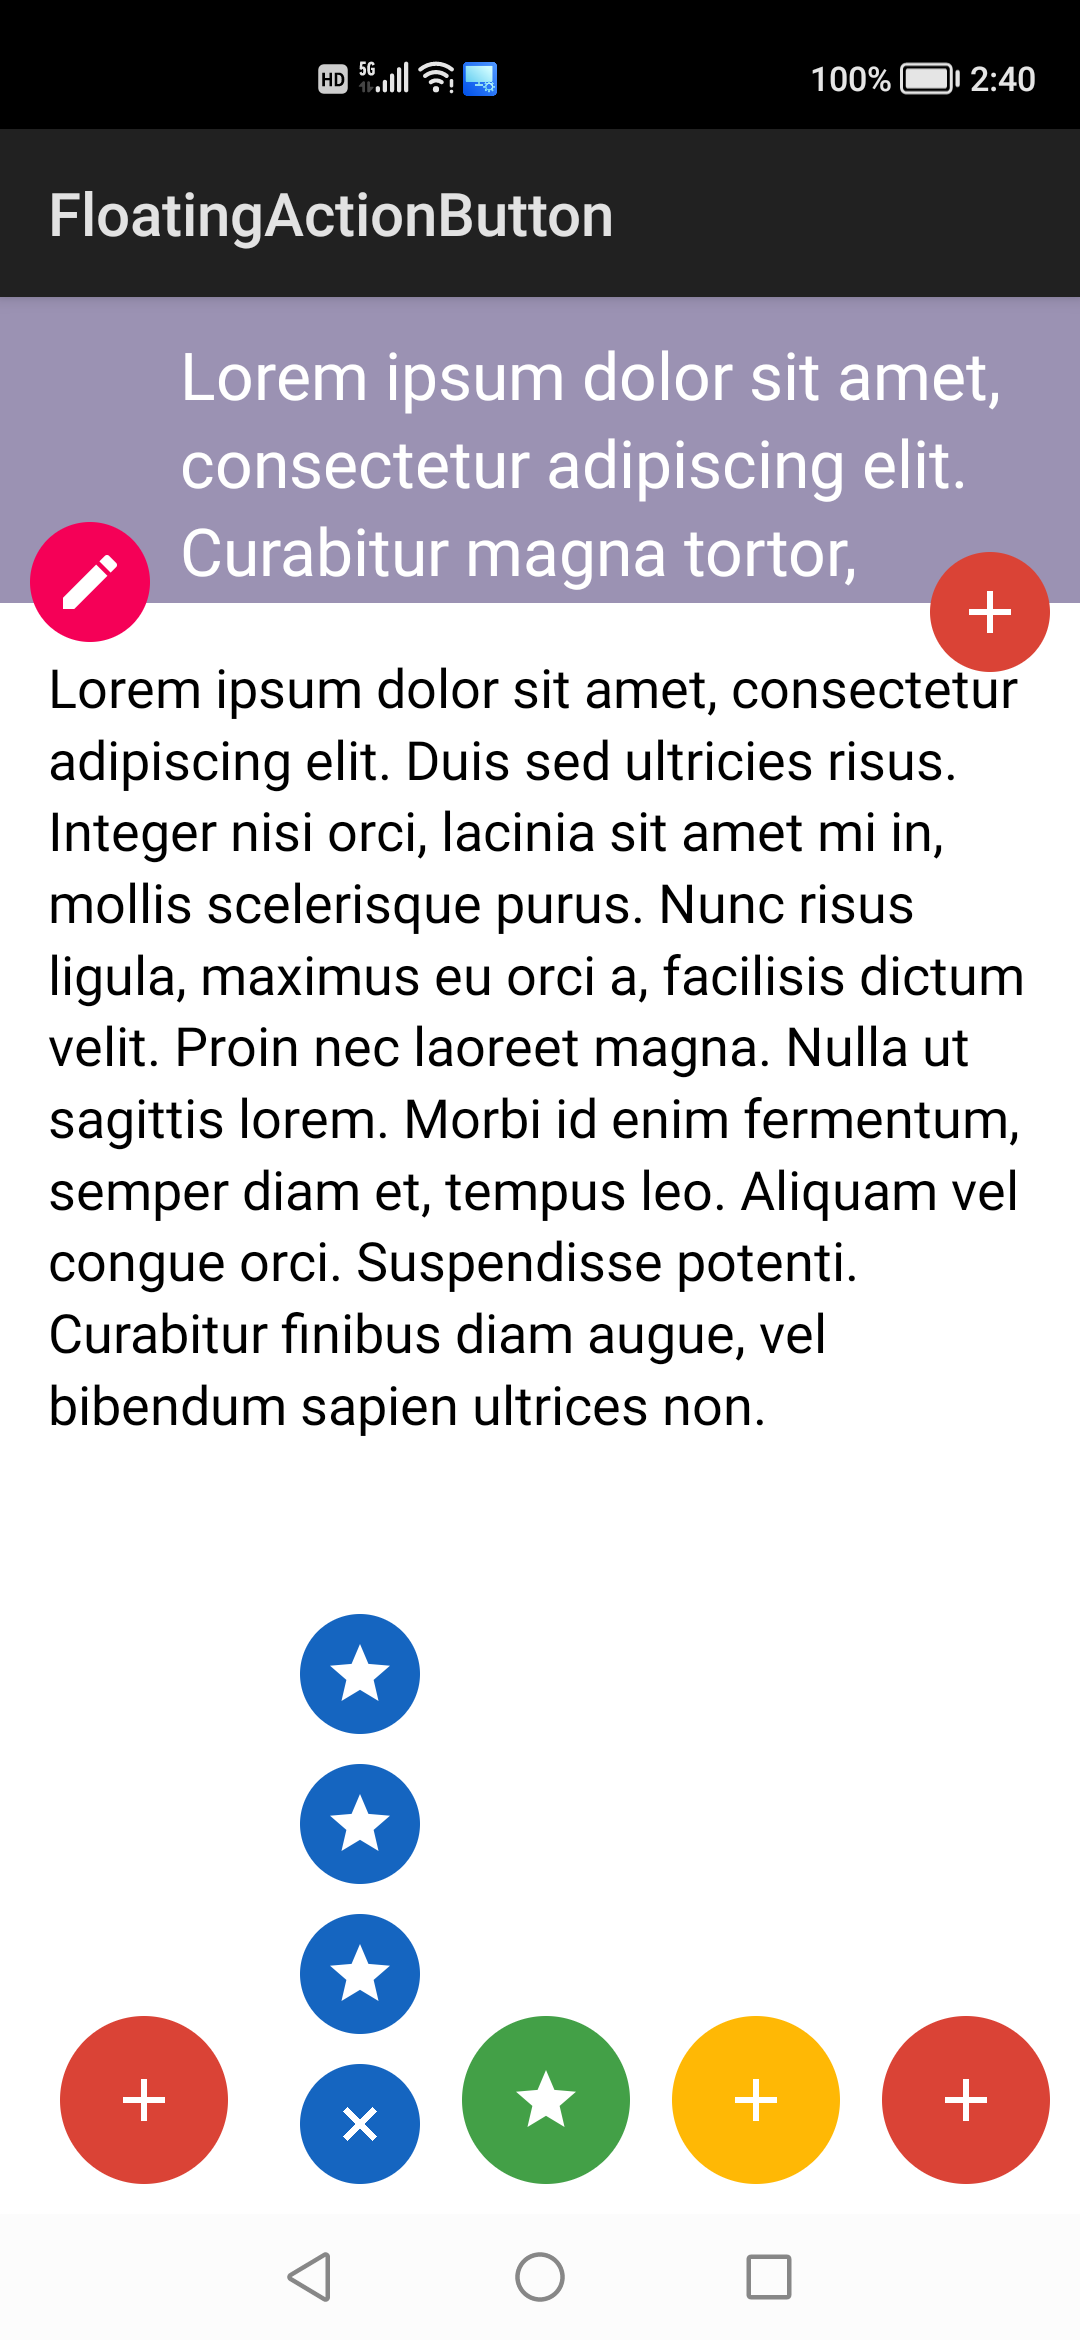 HD 5G 100% 2:40
FloatingActionButton
Lorem ipsum dolor sit amet,
consectetur adipiscing elit.
Curabitur magna tortor,
Lorem ipsum dolor sit amet, consectetur
adipiscing elit. Duis sed ultricies risus.
Integer nisi orci, lacinia sit amet mi in,
mollis scelerisque purus. Nunc risus
ligula, maximus eu orci a, facilisis dictum
velit. Proin nec laoreet magna. Nulla ut
sagittis lorem. Morbi id enim fermentum,
semper diam et, tempus leo. Aliquam vel
congue orci. Suspendisse potenti.
Curabitur finibus diam augue, vel
bibendum sapien ultrices non.